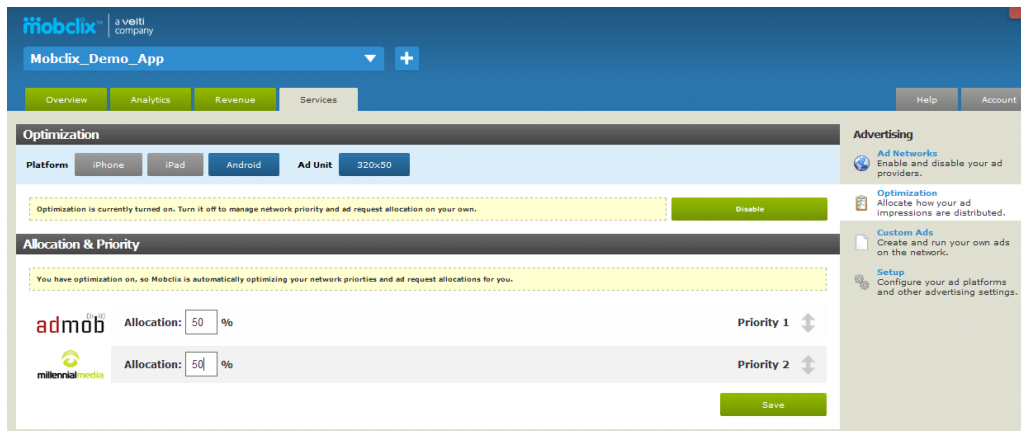 mobclix™ a velti company
Mobclix_Demo_App
Overview Analytics Revenue Services Help Account
Optimization
Platform iPhone iPad Android Ad Unit 320x50
Optimization is currently turned on. Turn it off to manage network priority and ad request allocation on your own. Disable
Allocation & Priority
You have optimization on, so Mobclix is automatically optimizing your network priorties and ad request allocations for you.
admob Allocation: 50 % Priority 1
millennialmedia Allocation: 50 % Priority 2
Save
Advertising
Ad Networks
Enable and disable your ad
providers.
Optimization
Allocate how your ad
impressions are distributed.
Custom Ads
Create and run your own ads
on the network.
Setup
Configure your ad platforms
and other advertising settings.